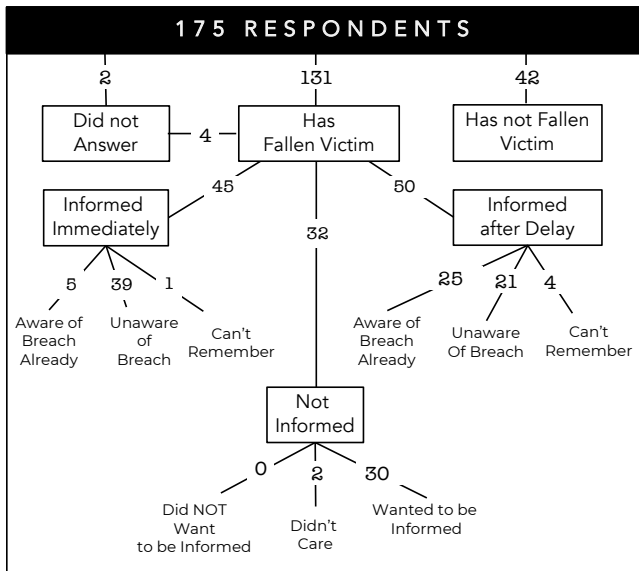 175 RESPONDENTS
2
131
42
Did not
Answer
4
Has
Fallen Victim
Has not Fallen
Victim
45
50
Informed
Immediately
32
Informed
after Delay
5
39
1
25
21
4
Aware of
Breach
Already
Unaware
of
Breach
Can't
Remember
Aware of
Breach
Already
Unaware
Of Breach
Can't
Remember
Not
Informed
0
2
30
Did NOT
Want
to be Informed
Didn't
Care
Wanted to be
Informed